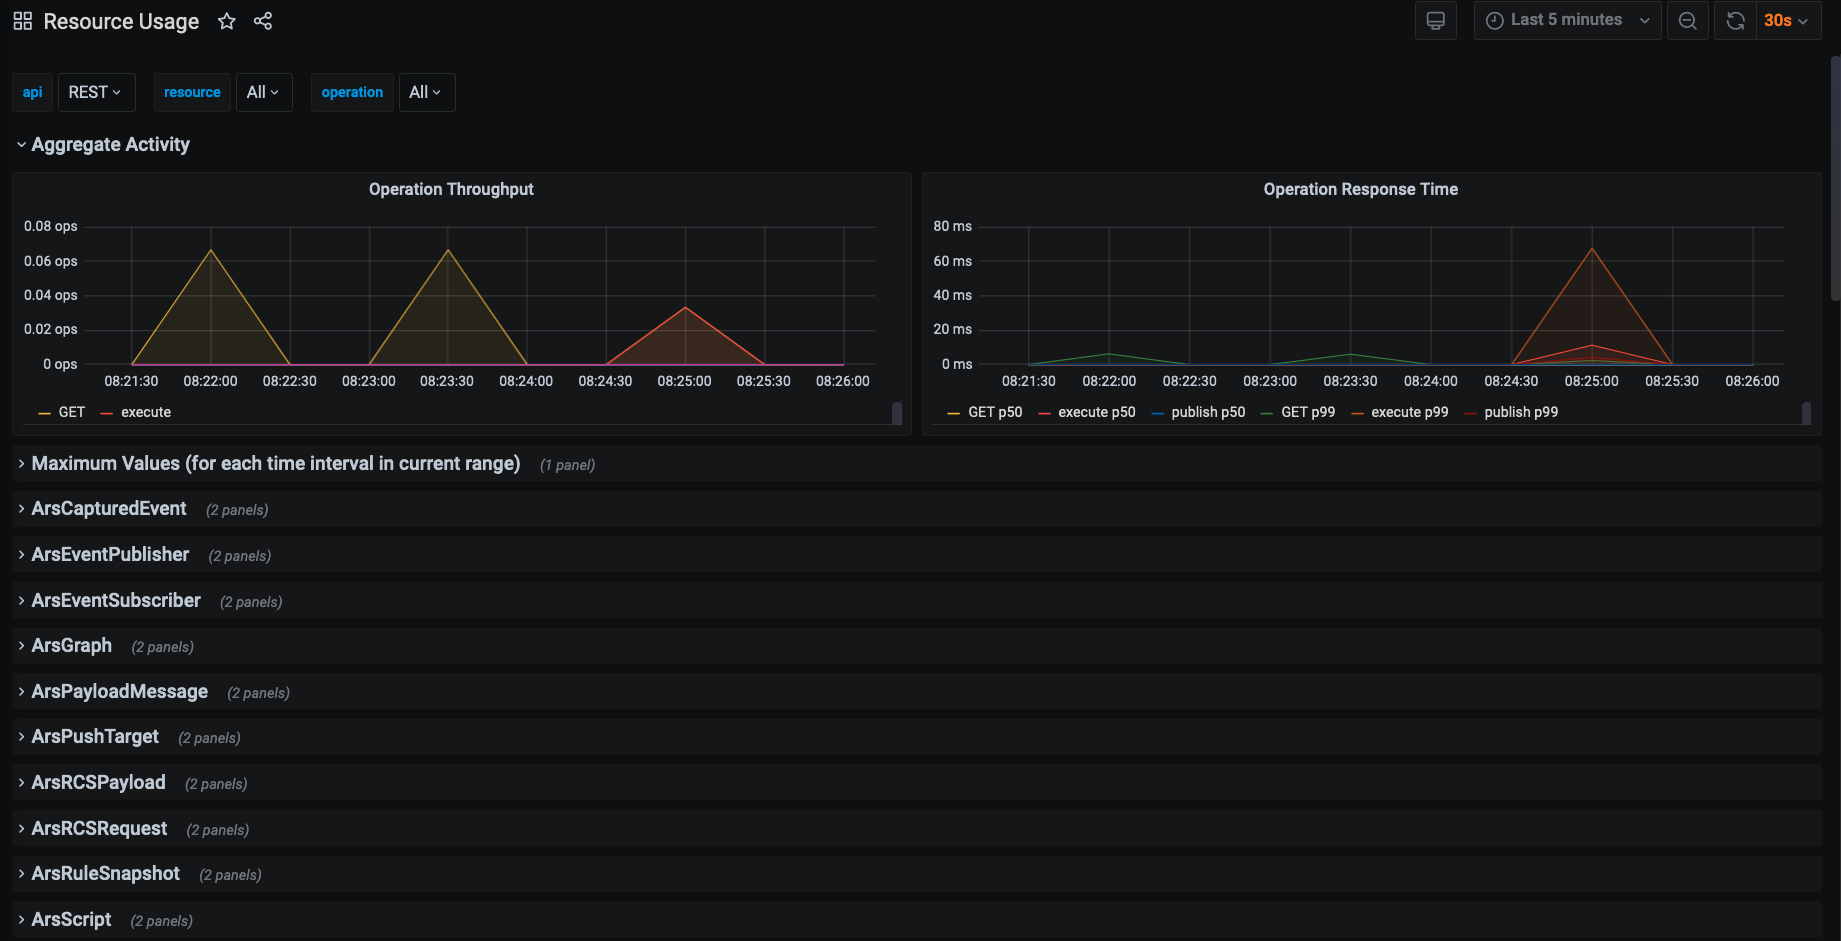 Resource Usage
Last 5 minutes
30s
api REST resource All operation All
Aggregate Activity
Operation Throughput
0.08 ops
0.06 ops
0.04 ops
0.02 ops
0 ops
08:21:30 08:22:00 08:22:30 08:23:00 08:23:30 08:24:00 08:24:30 08:25:00 08:25:30 08:26:00
GET execute
Operation Response Time
80 ms
60 ms
40 ms
20 ms
0 ms
08:21:30 08:22:00 08:22:30 08:23:00 08:23:30 08:24:00 08:24:30 08:25:00 08:25:30 08:26:00
GET p50 execute p50 publish p50 GET p99 execute p99 publish p99
Maximum Values (for each time interval in current range) (1 panel)
ArsCapturedEvent (2 panels)
ArsEventPublisher (2 panels)
ArsEventSubscriber (2 panels)
ArsGraph (2 panels)
ArsPayloadMessage (2 panels)
ArsPushTarget (2 panels)
ArsRCSPayload (2 panels)
ArsRCSRequest (2 panels)
ArsRuleSnapshot (2 panels)
ArsScript (2 panels)